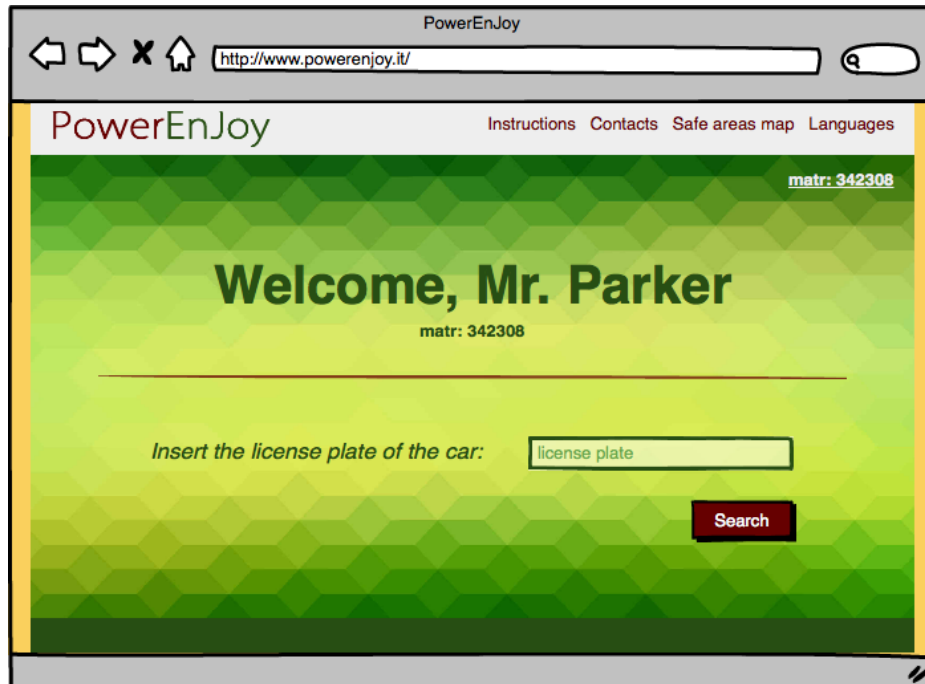 PowerEnJoy
http://www.powerenjoy.it/
PowerEnJoy
Instructions Contacts Safe areas map Languages
matr: 342308
Welcome, Mr. Parker
matr: 342308
Insert the license plate of the car:
license plate
Search